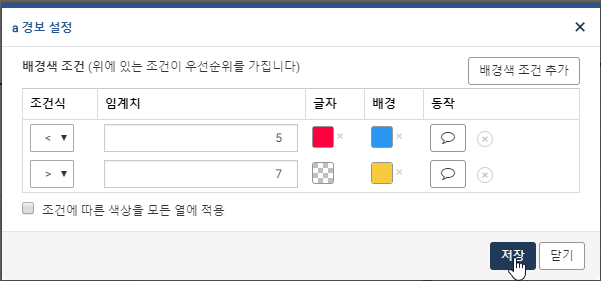 a 경보 설정
배경색 조건 (위에 있는 조건이 우선순위를 가집니다)
배경색 조건 추가
조건식 임계치 글자 배경 동작
< 5
> 7
조건에 따른 색상을 모든 열에 적용
저장 닫기